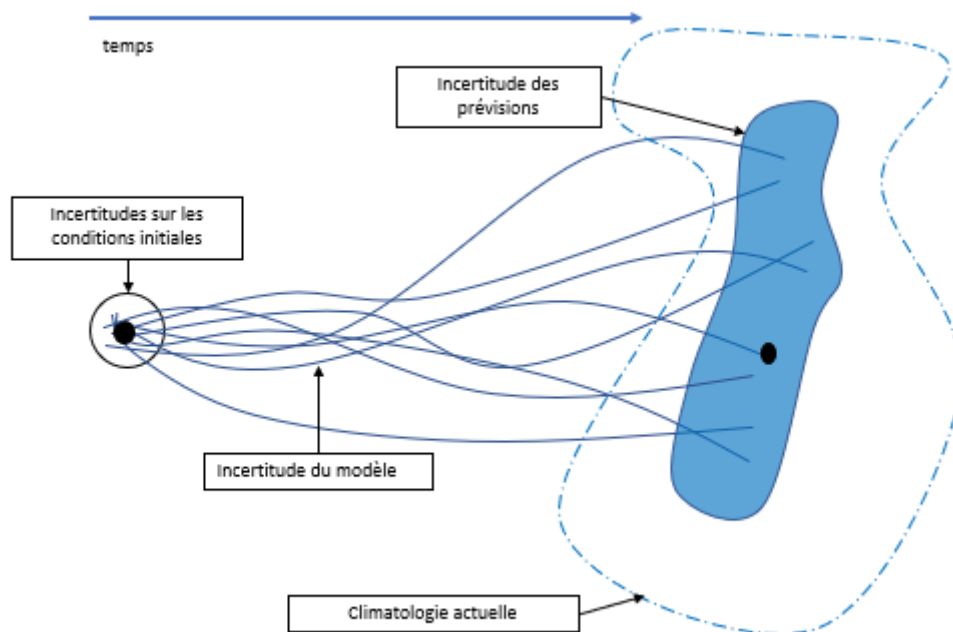 temps
Incertitude des
prévisions
Incertitudes sur les
conditions initiales
Incertitude du modèle
Climatologie actuelle